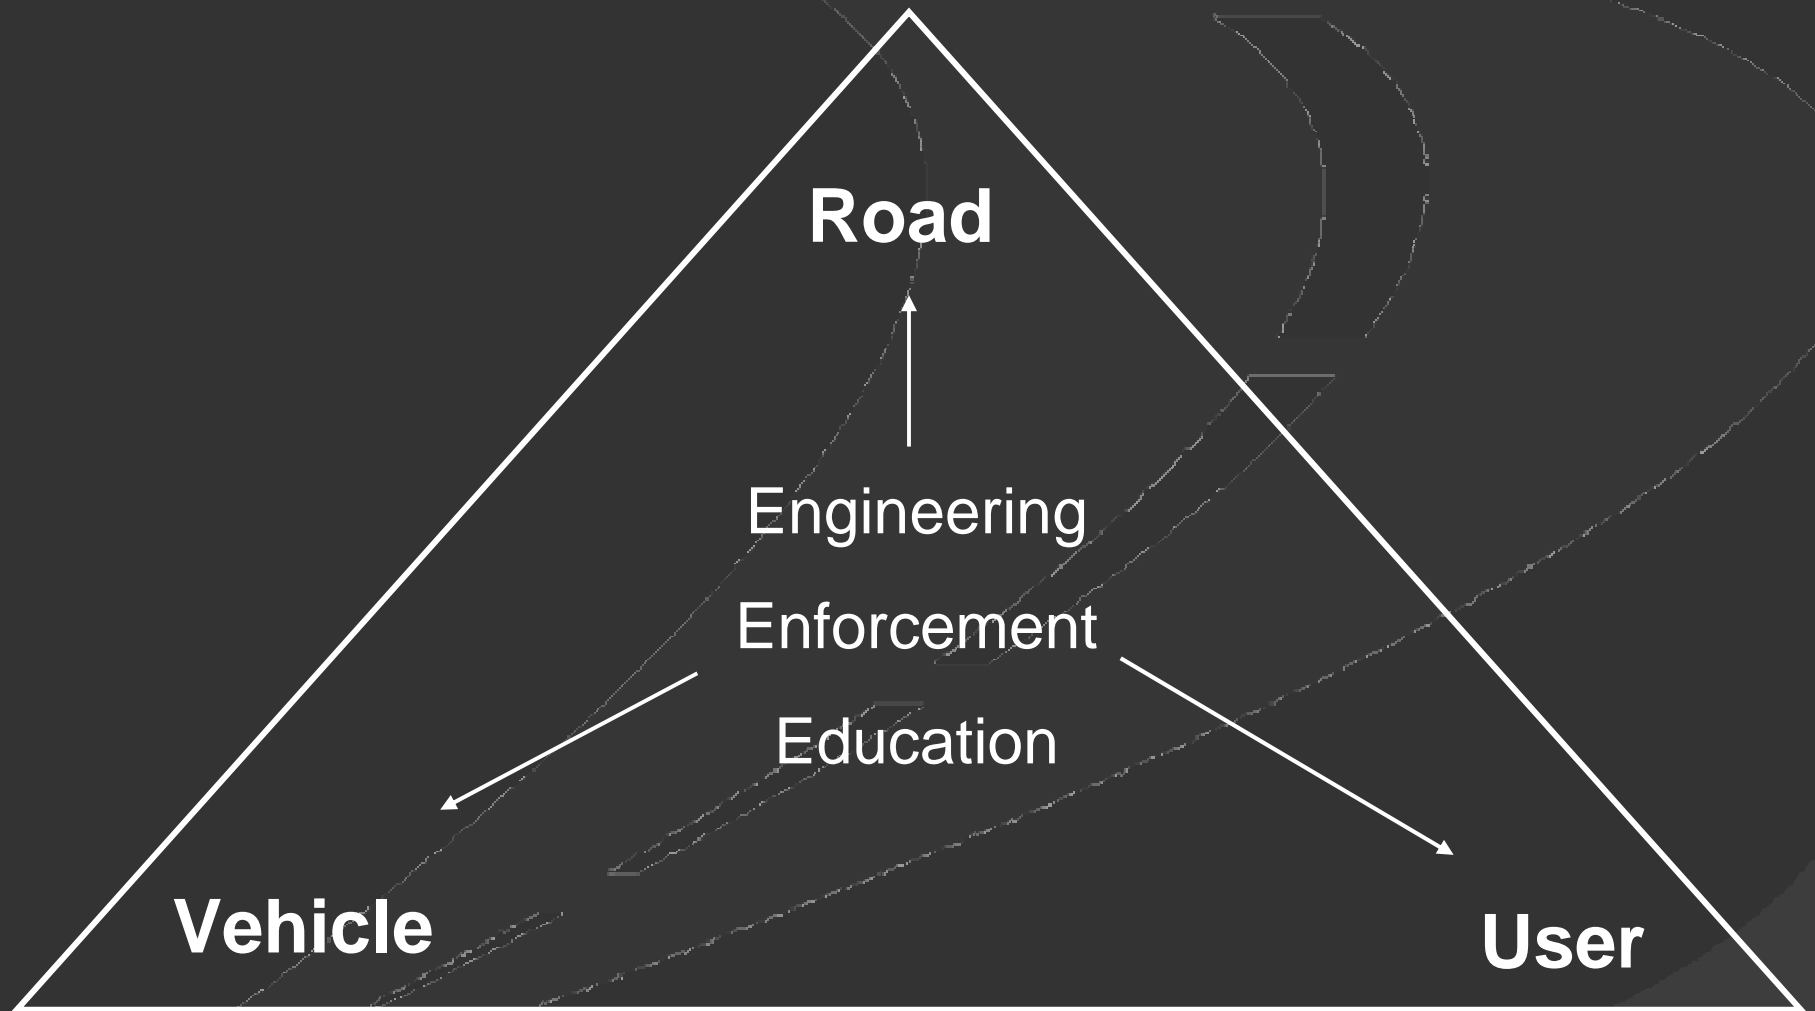 Road
Engineering
Enforcement
Education
Vehicle
User